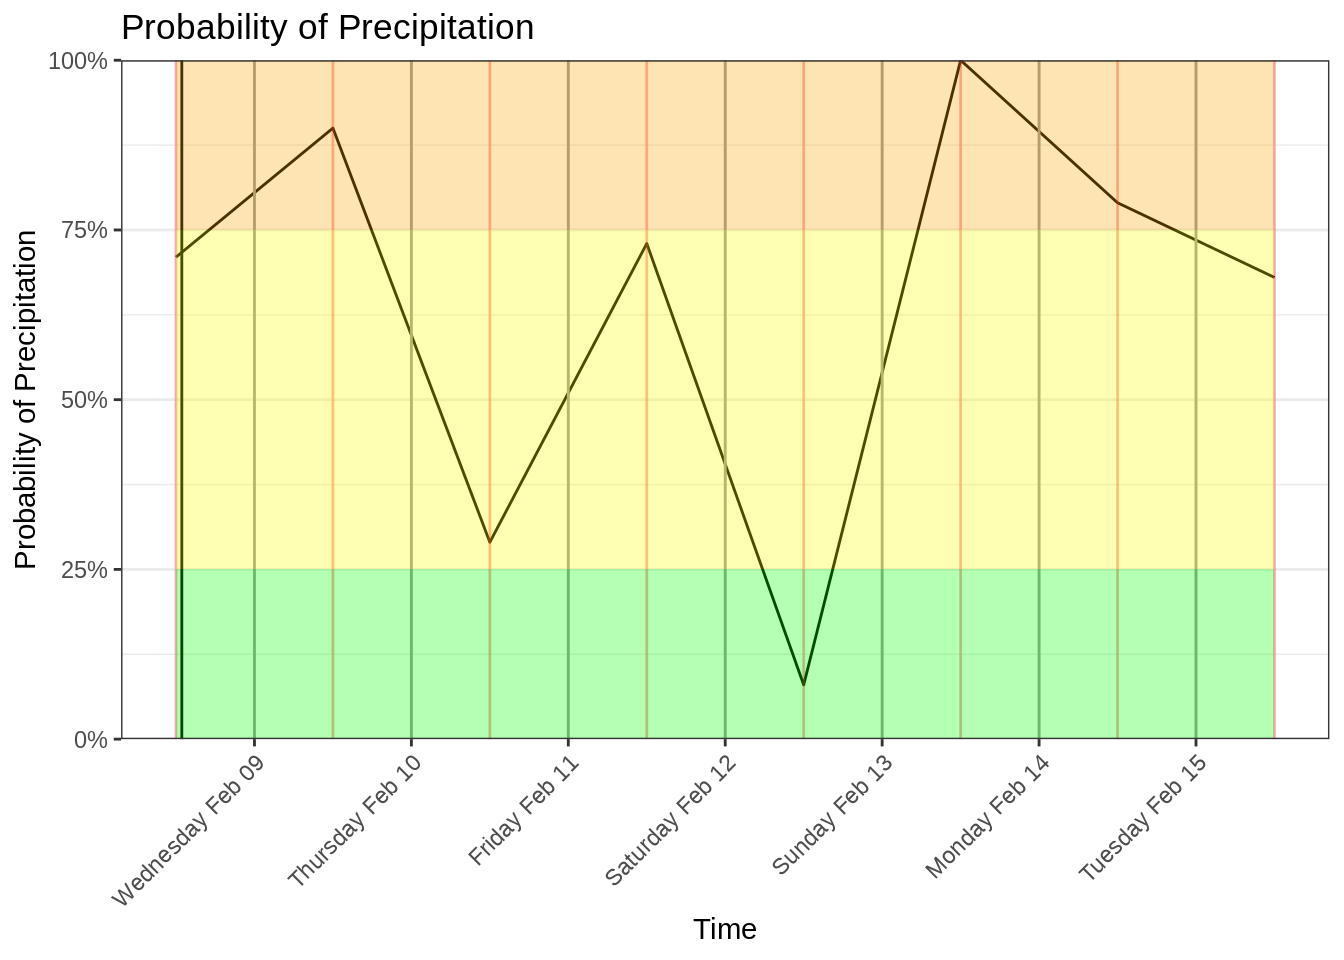 Probability of Precipitation
Probability of Precipitation
100%
75%
50%
25%
0%
Wednesday Feb 09
Thursday Feb 10
Friday Feb 11
Saturday Feb 12
Sunday Feb 13
Monday Feb 14
Tuesday Feb 15
Time